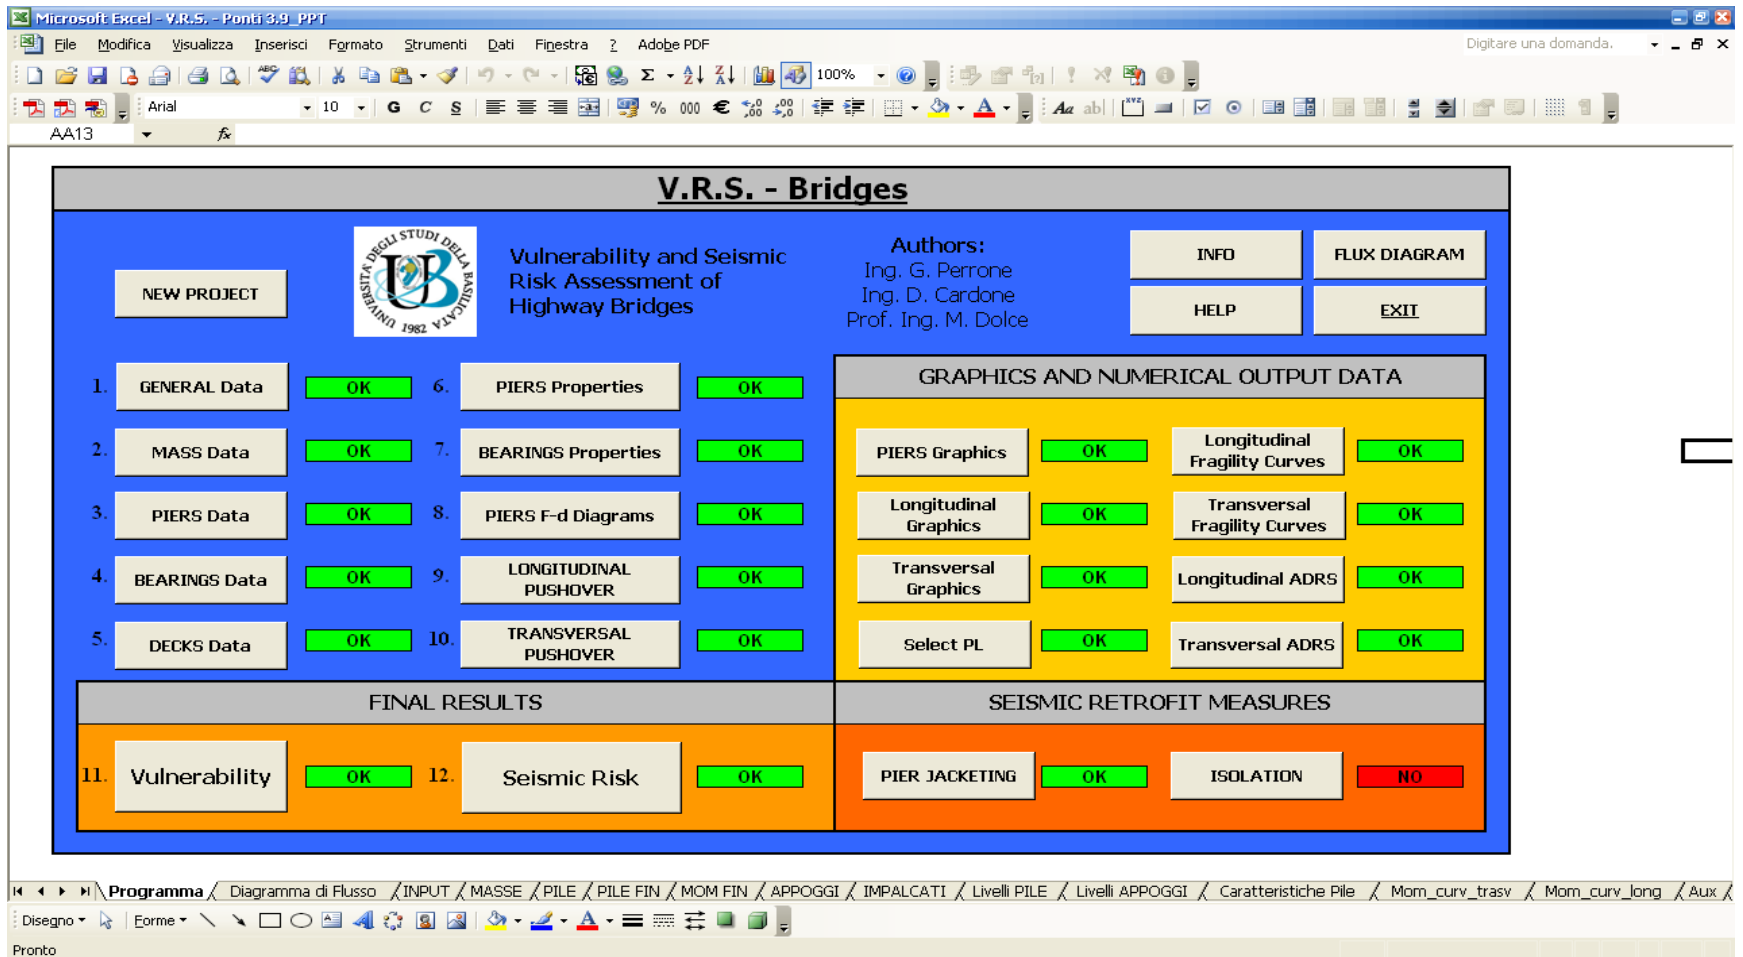 Microsoft Excel - V.R.S. - Ponti 3.9_PPT
File Modifica Visualizza Inserisci Formato Strumenti Dati Finestra ? Adobe PDF
Digitare una domanda.
100%
Arial 10 G C S % 000 €
AA13 fx
V.R.S. - Bridges
NEW PROJECT
UNIVERSITA' DEGLI STUDI DELLA BASILICATA
1982
Vulnerability and Seismic
Risk Assessment of
Highway Bridges
Authors:
Ing. G. Perrone
Ing. D. Cardone
Prof. Ing. M. Dolce
INFO FLUX DIAGRAM
HELP EXIT
1. GENERAL Data OK 6. PIERS Properties OK
2. MASS Data OK 7. BEARINGS Properties OK
3. PIERS Data OK 8. PIERS F-d Diagrams OK
4. BEARINGS Data OK 9. LONGITUDINAL PUSHOVER OK
5. DECKS Data OK 10. TRANSVERSAL PUSHOVER OK
GRAPHICS AND NUMERICAL OUTPUT DATA
PIERS Graphics OK Longitudinal Fragility Curves OK
Longitudinal Graphics OK Transversal Fragility Curves OK
Transversal Graphics OK Longitudinal ADRS OK
Select PL OK Transversal ADRS OK
FINAL RESULTS
11. Vulnerability OK 12. Seismic Risk OK
SEISMIC RETROFIT MEASURES
PIER JACKETING OK ISOLATION NO
Programma Diagramma di Flusso INPUT MASSE PILE PILE FIN MOM FIN APPOGGI IMPALCATI Livelli PILE Livelli APPOGGI Caratteristiche Pile Mom_curv_trasv Mom_curv_long Aux
Disegno Forme
Pronto